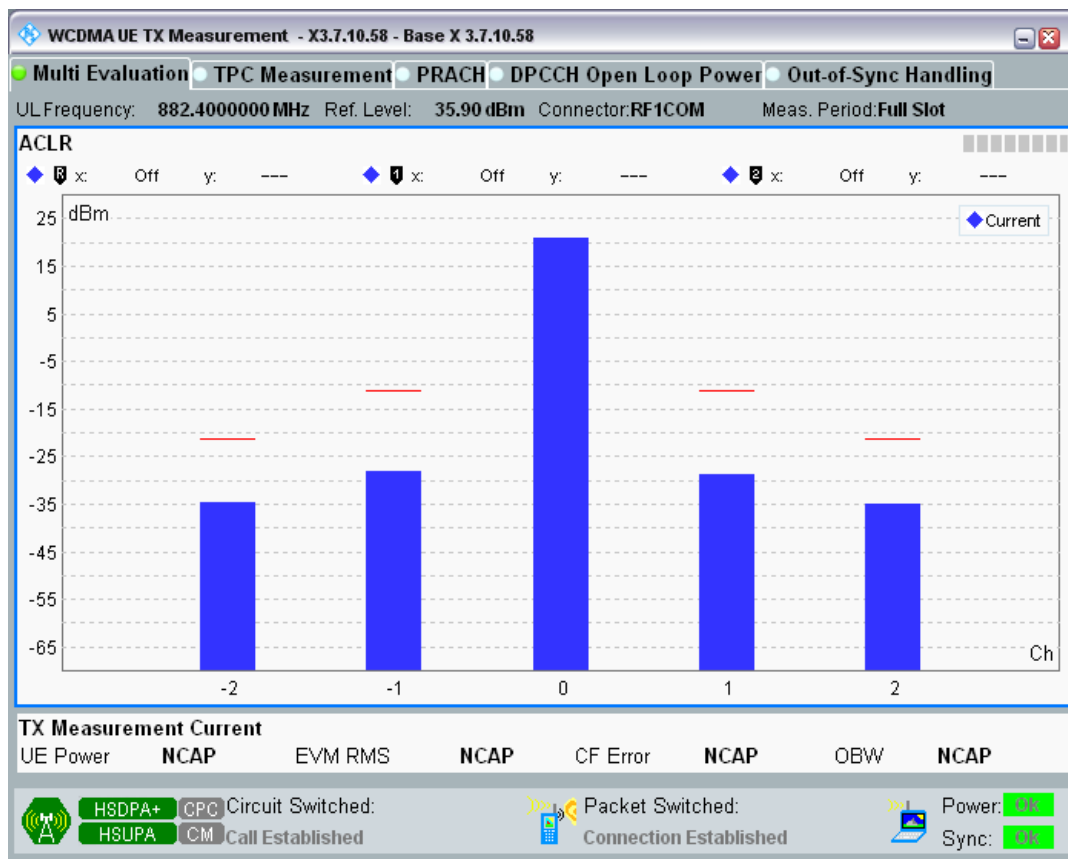 WCDMA UE TX Measurement - X3.7.10.58 - Base X 3.7.10.58
Multi Evaluation TPC Measurement PRACH DPCCH Open Loop Power Out-of-Sync Handling
UL Frequency: 882.4000000 MHz Ref. Level: 35.90 dBm Connector: RF1COM Meas. Period: Full Slot
ACLR
R x: Off y: --- 1 x: Off y: --- 2 x: Off y: ---
25 dBm
Current
15
5
-5
-15
-25
-35
-45
-55
-65
Ch
-2 -1 0 1 2
TX Measurement Current
UE Power NCAP EVM RMS NCAP CF Error NCAP OBW NCAP
HSDPA+ CPC Circuit Switched: Packet Switched: Power: OK
HSUPA CM Call Established Connection Established Sync: OK